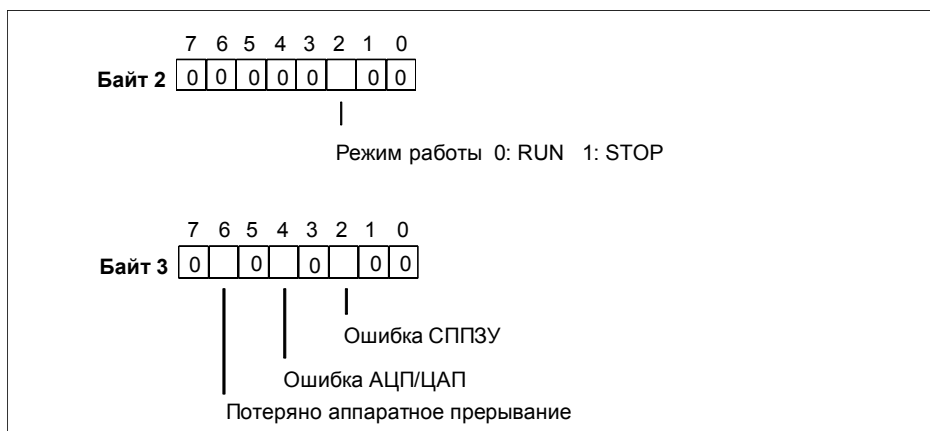 7 6 5 4 3 2 1 0
Байт 2 0 0 0 0 0 0 0
Режим работы 0: RUN 1: STOP
7 6 5 4 3 2 1 0
Байт 3 0 0 0 0 0
Ошибка СППЗУ
Ошибка АЦП/ЦАП
Потеряно аппаратное прерывание